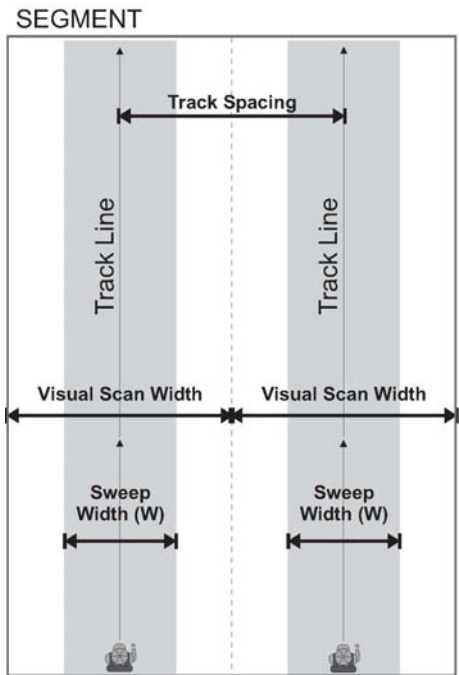 SEGMENT
Track Spacing
Track Line
Track Line
Visual Scan Width
Visual Scan Width
Sweep
Width (W)
Sweep
Width (W)